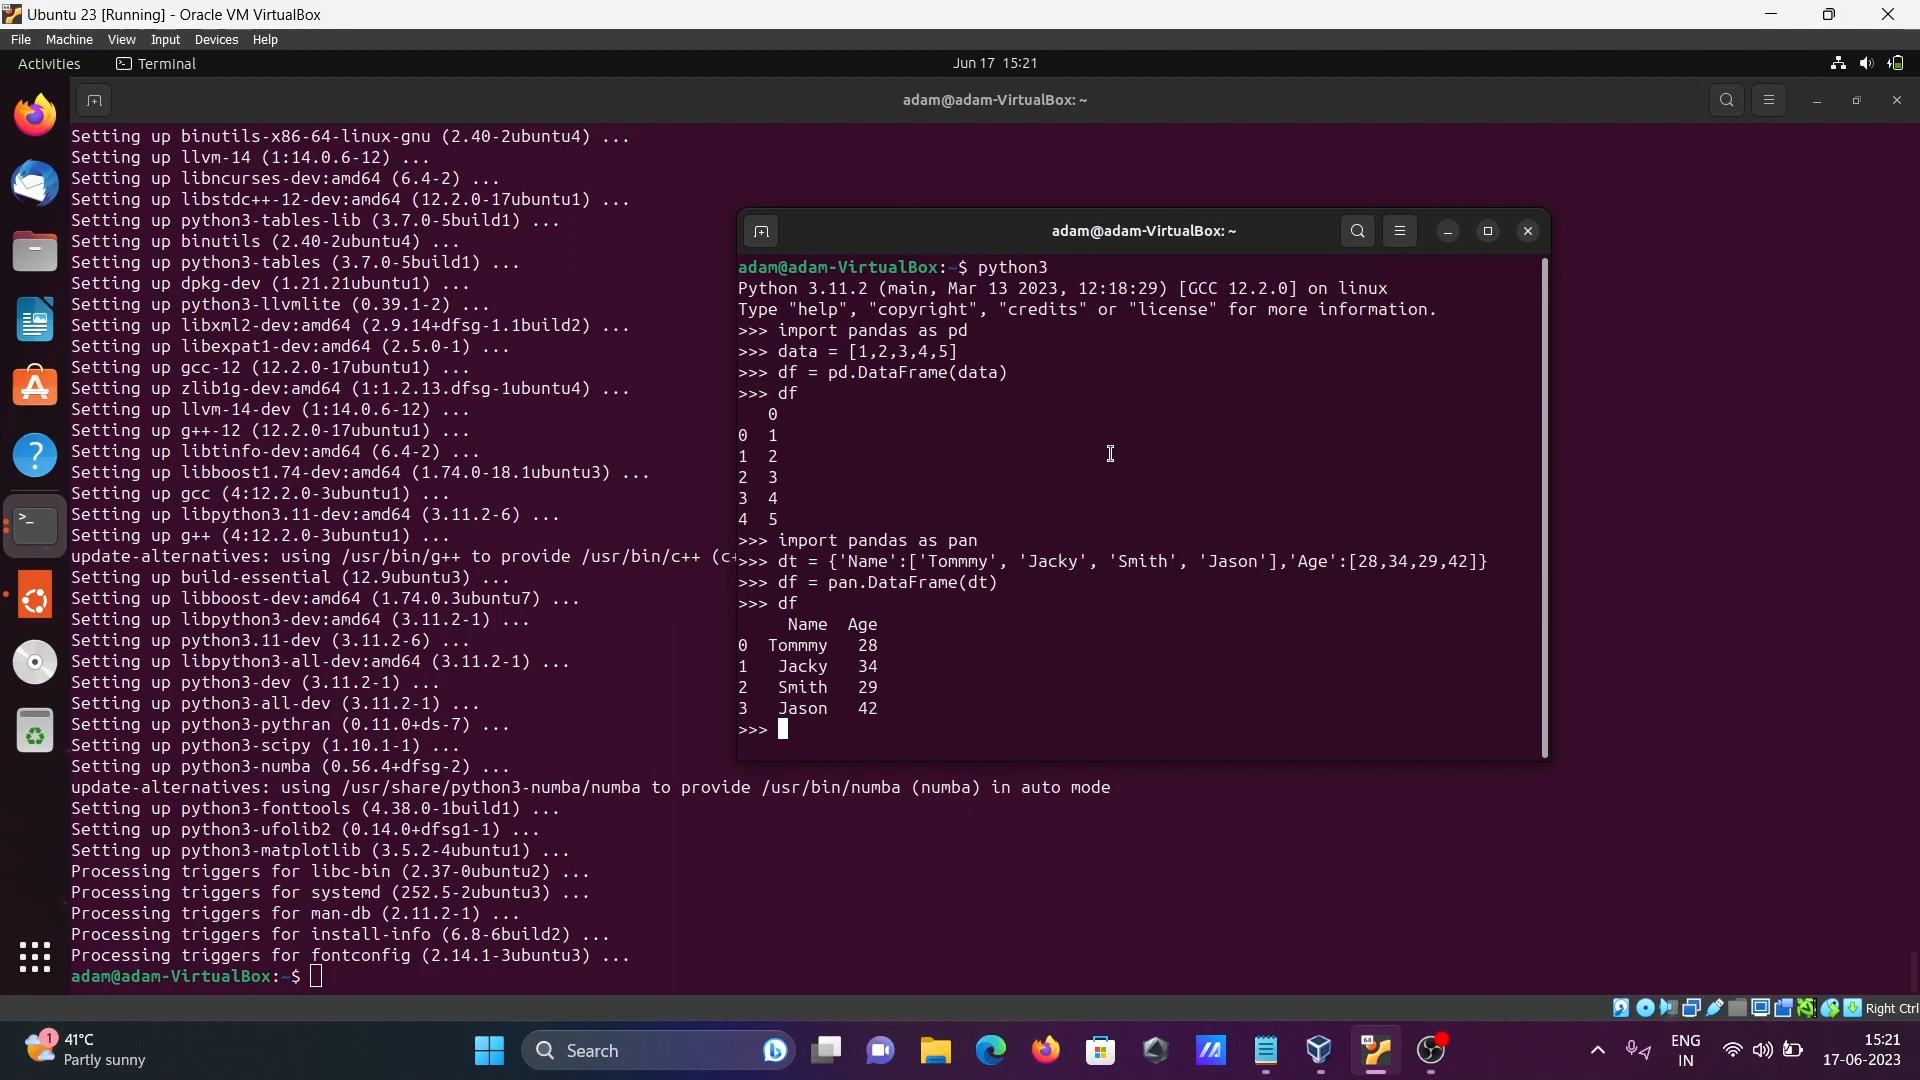 Ubuntu 23 [Running] - Oracle VM VirtualBox
File Machine View Input Devices Help
Activities Terminal Jun 17 15:21
adam@adam-VirtualBox: ~
Setting up binutils-x86-64-linux-gnu (2.40-2ubuntu4) ...
Setting up llvm-14 (1:14.0.6-12) ...
Setting up libncurses-dev:amd64 (6.4-2) ...
Setting up libstdc++-12-dev:amd64 (12.2.0-17ubuntu1) ...
Setting up python3-tables-lib (3.7.0-5build1) ...
Setting up binutils (2.40-2ubuntu4) ...
Setting up python3-tables (3.7.0-5build1) ...
Setting up dpkg-dev (1.21.21ubuntu1) ...
Setting up python3-llvmlite (0.39.1-2) ...
Setting up libxml2-dev:amd64 (2.9.14+dfsg-1.1build2) ...
Setting up libexpat1-dev:amd64 (2.5.0-1) ...
Setting up gcc-12 (12.2.0-17ubuntu1) ...
Setting up zlib1g-dev:amd64 (1:1.2.13.dfsg-1ubuntu4) ...
Setting up llvm-14-dev (1:14.0.6-12) ...
Setting up g++-12 (12.2.0-17ubuntu1) ...
Setting up libtinfo-dev:amd64 (6.4-2) ...
Setting up libboost1.74-dev:amd64 (1.74.0-18.1ubuntu3) ...
Setting up gcc (4:12.2.0-3ubuntu1) ...
Setting up libpython3.11-dev:amd64 (3.11.2-6) ...
Setting up g++ (4:12.2.0-3ubuntu1) ...
update-alternatives: using /usr/bin/g++ to provide /usr/bin/c++ (c+
Setting up build-essential (12.9ubuntu3) ...
Setting up libboost-dev:amd64 (1.74.0.3ubuntu7) ...
Setting up libpython3-dev:amd64 (3.11.2-1) ...
Setting up python3.11-dev (3.11.2-6) ...
Setting up libpython3-all-dev:amd64 (3.11.2-1) ...
Setting up python3-dev (3.11.2-1) ...
Setting up python3-all-dev (3.11.2-1) ...
Setting up python3-pythran (0.11.0+ds-7) ...
Setting up python3-scipy (1.10.1-1) ...
Setting up python3-numba (0.56.4+dfsg-2) ...
update-alternatives: using /usr/share/python3-numba/numba to provide /usr/bin/numba (numba) in auto mode
Setting up python3-fonttools (4.38.0-1build1) ...
Setting up python3-ufolib2 (0.14.0+dfsg1-1) ...
Setting up python3-matplotlib (3.5.2-4ubuntu1) ...
Processing triggers for libc-bin (2.37-0ubuntu2) ...
Processing triggers for systemd (252.5-2ubuntu3) ...
Processing triggers for man-db (2.11.2-1) ...
Processing triggers for install-info (6.8-6build2) ...
Processing triggers for fontconfig (2.14.1-3ubuntu3) ...
adam@adam-VirtualBox:~$
adam@adam-VirtualBox: ~
adam@adam-VirtualBox:~$ python3
Python 3.11.2 (main, Mar 13 2023, 12:18:29) [GCC 12.2.0] on linux
Type "help", "copyright", "credits" or "license" for more information.
>>> import pandas as pd
>>> data = [1,2,3,4,5]
>>> df = pd.DataFrame(data)
>>> df
0
0 1
1 2
2 3
3 4
4 5
>>> import pandas as pan
>>> dt = {'Name':['Tommmy', 'Jacky', 'Smith', 'Jason'],'Age':[28,34,29,42]}
>>> df = pan.DataFrame(dt)
>>> df
Name Age
0 Tommmy 28
1 Jacky 34
2 Smith 29
3 Jason 42
>>>
Right Ctrl
1
41°C
Partly sunny
Search
64
ENG
IN
15:21
17-06-2023